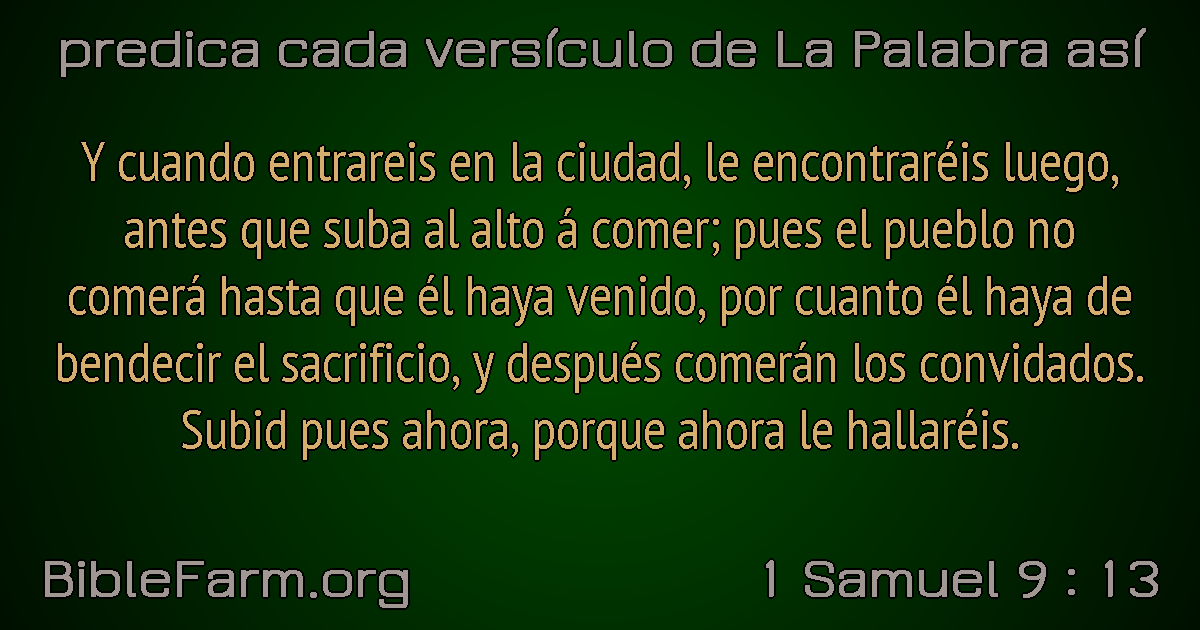 predica cada versículo de La Palabra así
Y cuando entrareis en la ciudad, le encontraréis luego,
antes que suba al alto á comer; pues el pueblo no
comerá hasta que él haya venido, por cuanto él haya de
bendecir el sacrificio, y después comerán los convidados.
Subid pues ahora, porque ahora le hallaréis.
BibleFarm.org
1 Samuel 9 : 13